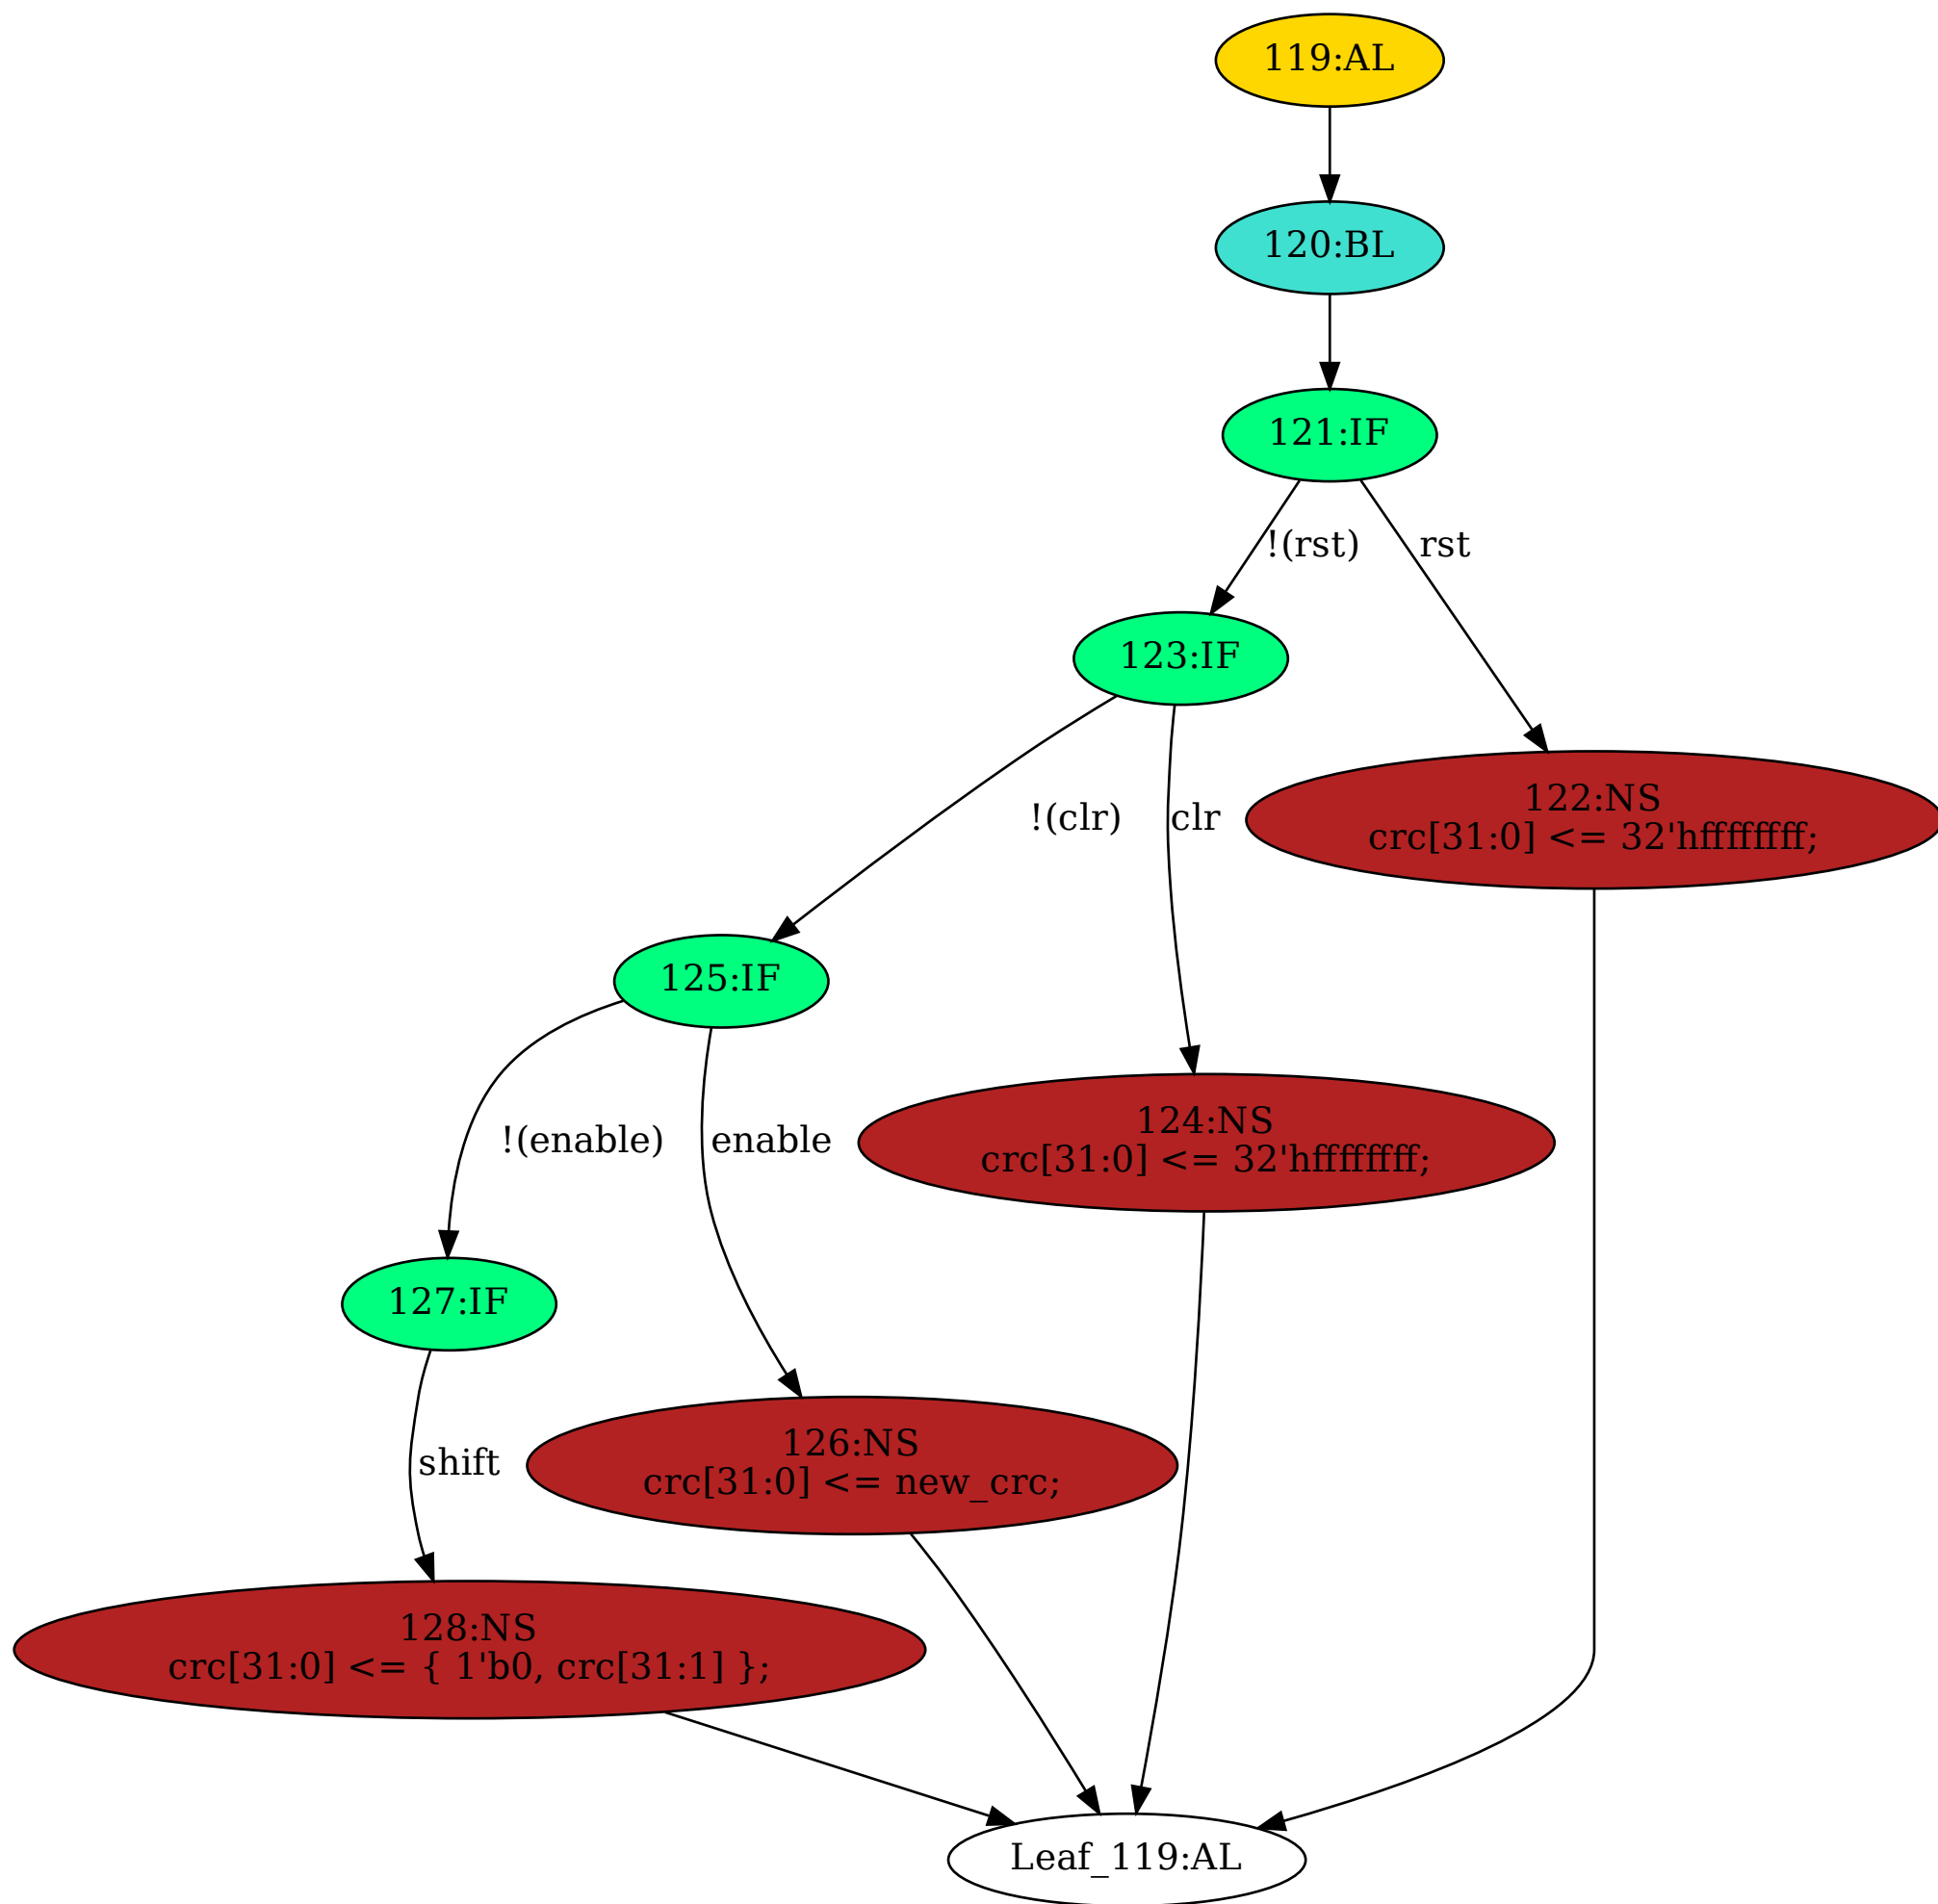 119:AL
120:BL
121:IF
!(rst)
rst
123:IF
122:NS
crc[31:0] <= 32'hffffffff;
!(clr)
clr
125:IF
124:NS
crc[31:0] <= 32'hffffffff;
!(enable)
enable
127:IF
126:NS
crc[31:0] <= new_crc;
shift
128:NS
crc[31:0] <= { 1'b0, crc[31:1] };
Leaf_119:AL